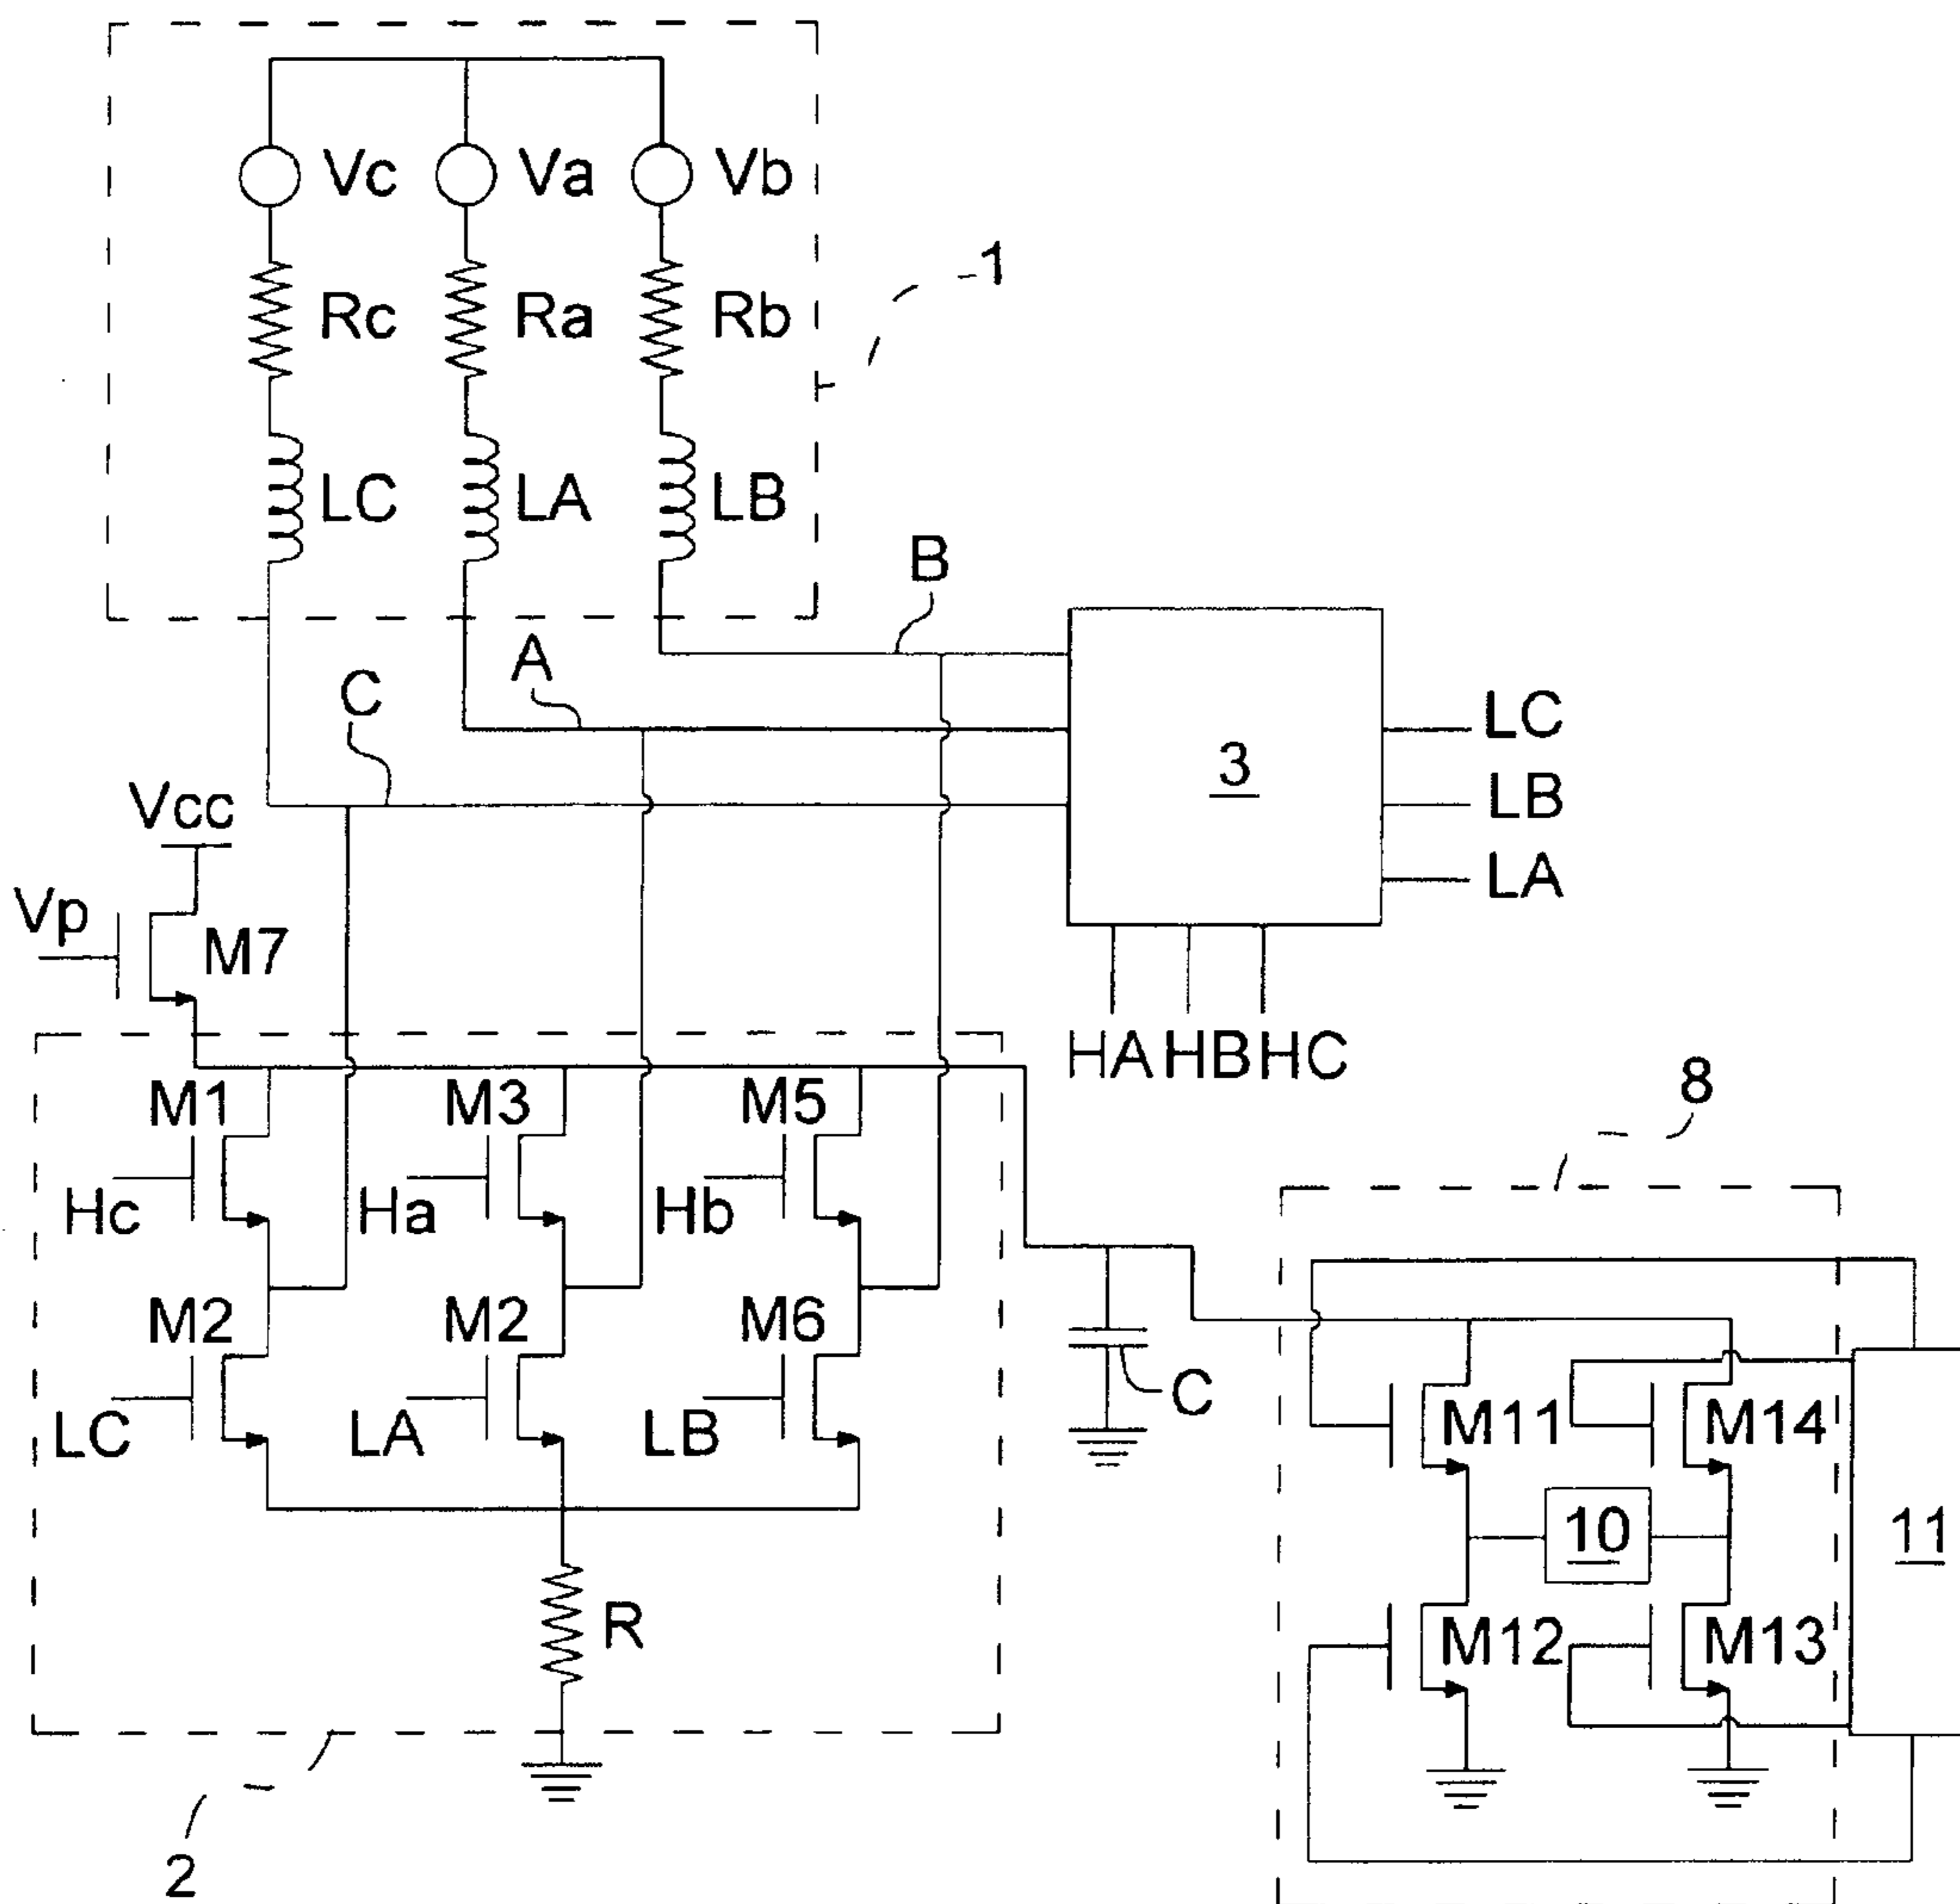 Vc Va Vb
1
Rc Ra Rb
LC LA LB
B
A
C
LC
3
LB
Vcc
LA
Vp
M7
HA HB HC
M1 M3 M5
8
Hc Ha Hb
M2 M2 M6
C
LC LA LB
M11 M14
10 11
R
M12 M13
2